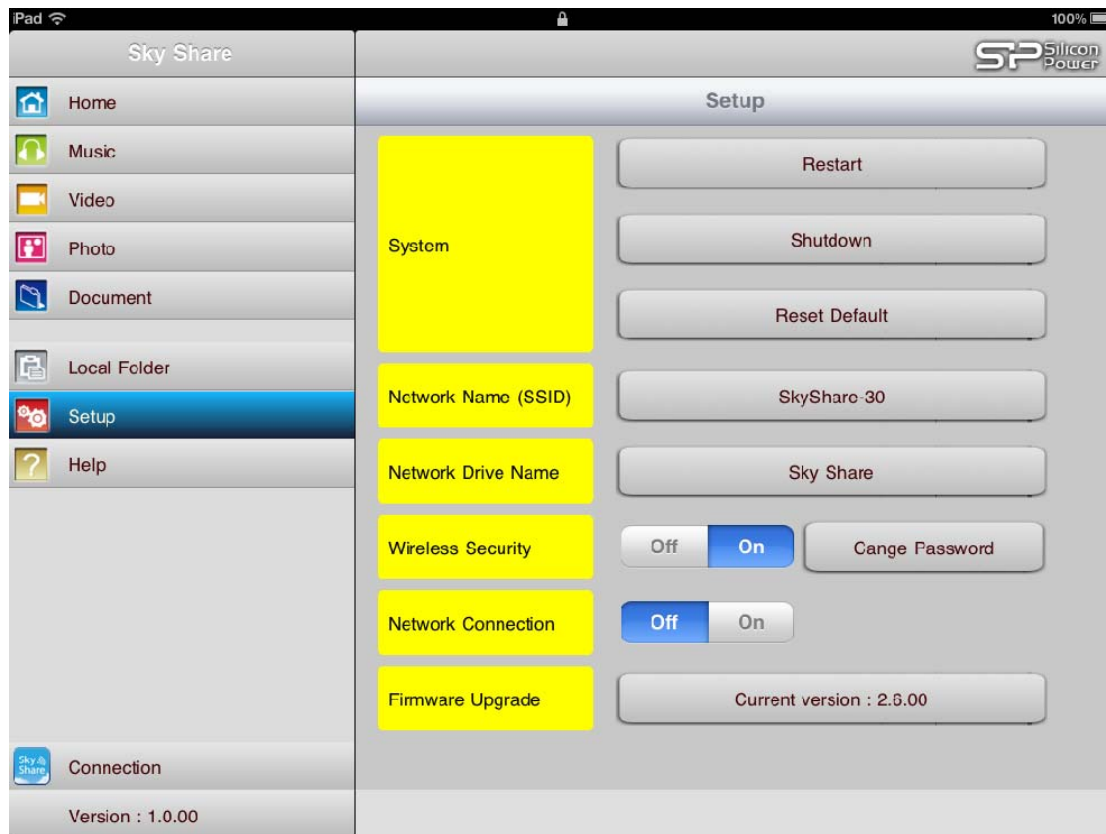 iPad
100%
Sky Share
SP Silicon
Power
Home
Music
Video
Photo
Document
Local Folder
Setup
Help
Sky
Share
Connection
Version : 1.0.00
Setup
System
Restart
Shutdown
Reset Default
Network Name (SSID)
SkyShare-30
Network Drive Name
Sky Share
Wireless Security
Off On
Cange Password
Network Connection
Off On
Firmware Upgrade
Current version : 2.6.00